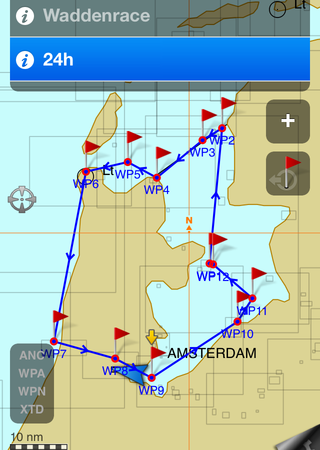 Waddenrace
Lt
24h
+
WP2
WP3
Lt
WP5
WP6
WP4
N
WP12
WP11
WP10
WP7
AMSTERDAM
ANC
WPA
WPN
XTD
WP8
WP9
10 nm